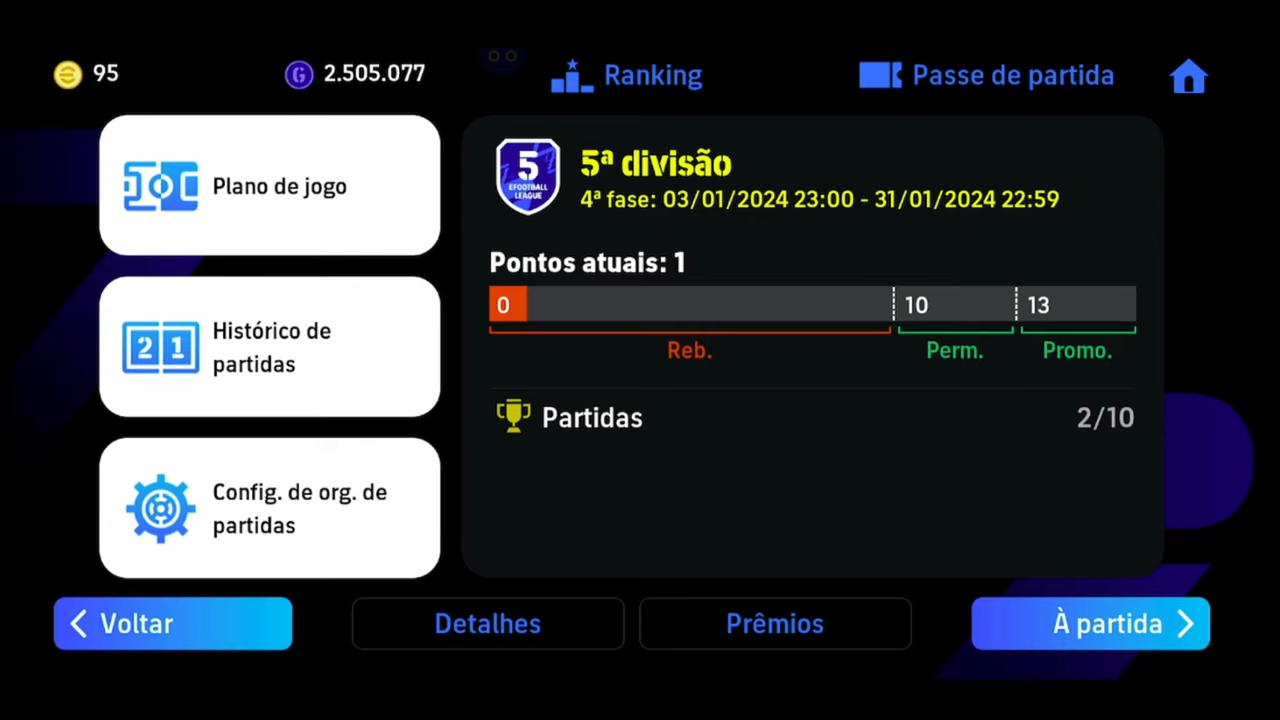 95
2.505.077
Ranking
Passe de partida
Plano de jogo
Histórico de
partidas
2 1
Config. de org. de
partidas
5
EFOOTBALL
LEAGUE
5ª divisão
4ª fase: 03/01/2024 23:00 - 31/01/2024 22:59
Pontos atuais: 1
0
10
13
Reb.
Perm.
Promo.
Partidas
2/10
Voltar
Detalhes
Prêmios
À partida